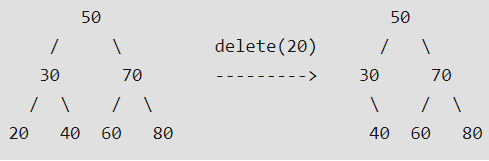 50                              50
/     \      delete(20)        /   \
30      70    --------->      30     70
/  \    /  \                     \    /  \
20   40  60   80                  40  60   80